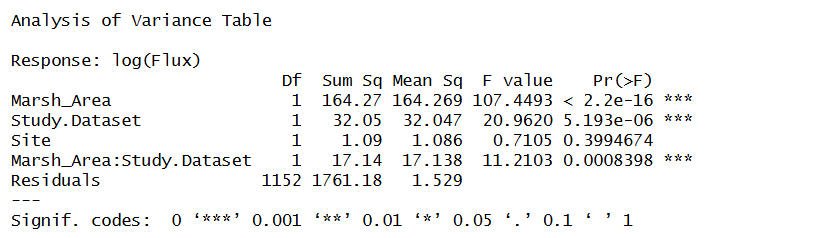 Analysis of Variance Table

Response: log(Flux)
                          Df  Sum Sq Mean Sq  F value    Pr(>F)
Marsh_Area                 1  164.27 164.269 107.4493 < 2.2e-16 ***
Study.Dataset              1   32.05  32.047  20.9620 5.193e-06 ***
Site                       1    1.09   1.086   0.7105 0.3994674
Marsh_Area:Study.Dataset   1   17.14  17.138  11.2103 0.0008398 ***
Residuals               1152 1761.18   1.529
---
Signif. codes:  0 ‘***’ 0.001 ‘**’ 0.01 ‘*’ 0.05 ‘.’ 0.1 ‘ ’ 1